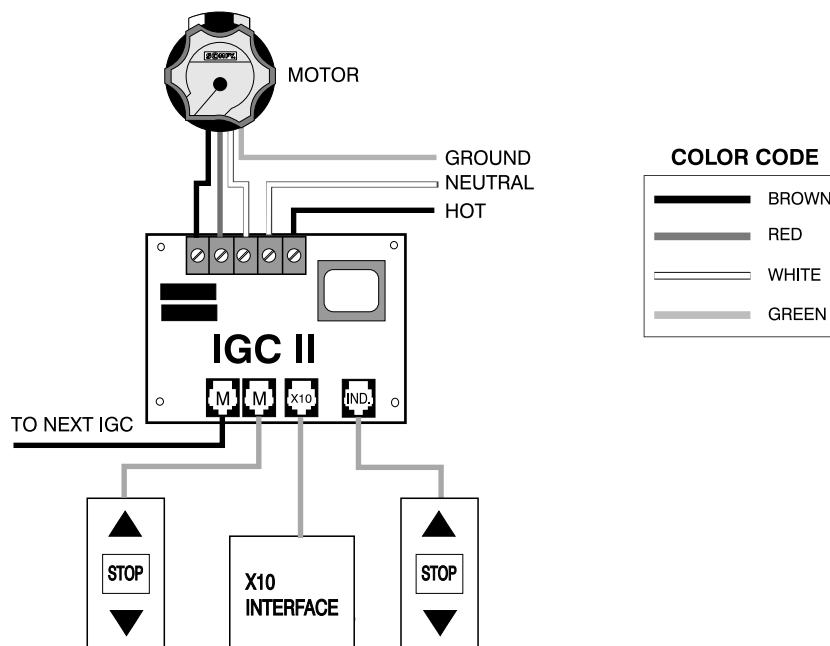 SOMFY.
MOTOR
GROUND
NEUTRAL
HOT
COLOR CODE
BROWN
RED
WHITE
GREEN
IGC II
M M X10 IND.
TO NEXT IGC
STOP
X10
INTERFACE
STOP